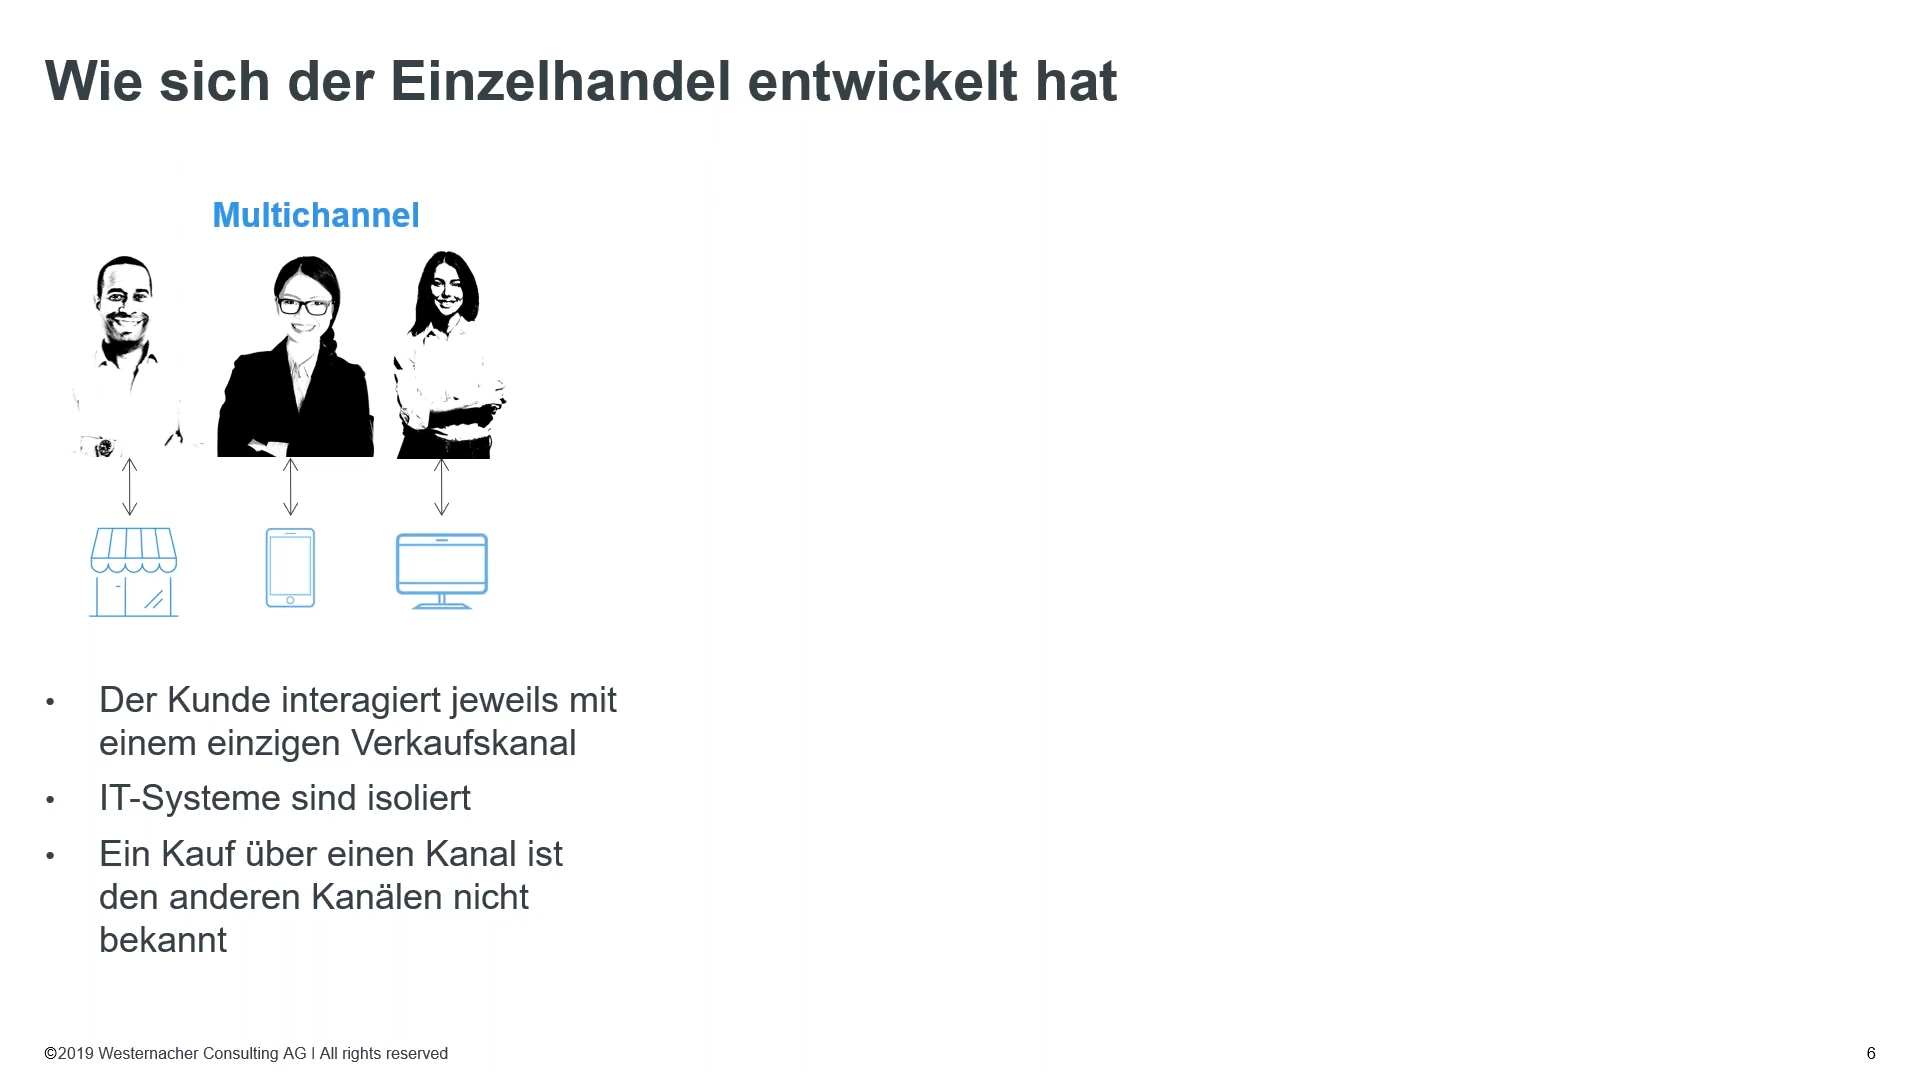 Wie sich der Einzelhandel entwickelt hat
Multichannel
• Der Kunde interagiert jeweils mit
einem einzigen Verkaufskanal
• IT-Systeme sind isoliert
• Ein Kauf über einen Kanal ist
den anderen Kanälen nicht
bekannt
©2019 Westernacher Consulting AG I All rights reserved
6